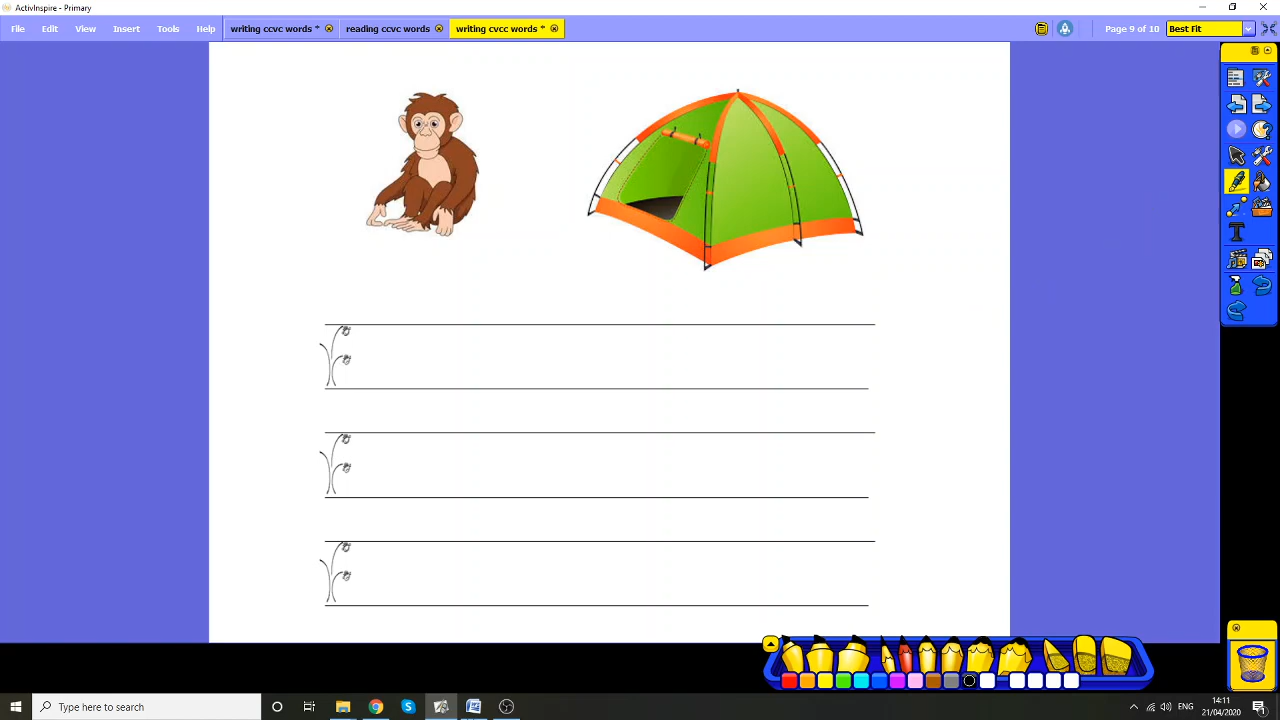 ActivInspire - Primary
File Edit View Insert Tools Help writing ccvc words * reading ccvc words writing cvcc words * Page 9 of 10 Best Fit
Type here to search
ENG
14:11
21/04/2020